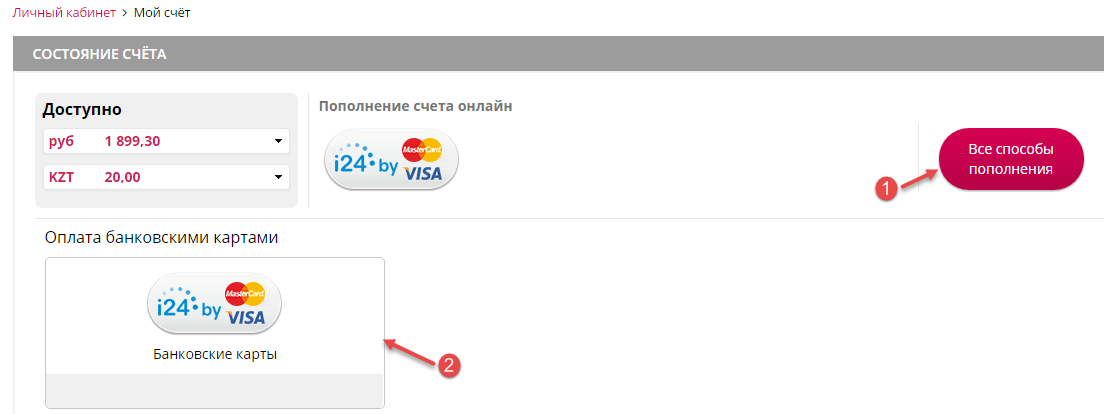 Личный кабинет > Мой счёт
СОСТОЯНИЕ СЧЁТА
Доступно
руб 1 899,30
KZT 20,00
Пополнение счета онлайн
i24.by MasterCard VISA
Все способы
пополнения
1
Оплата банковскими картами
i24.by MasterCard VISA
Банковские карты
2